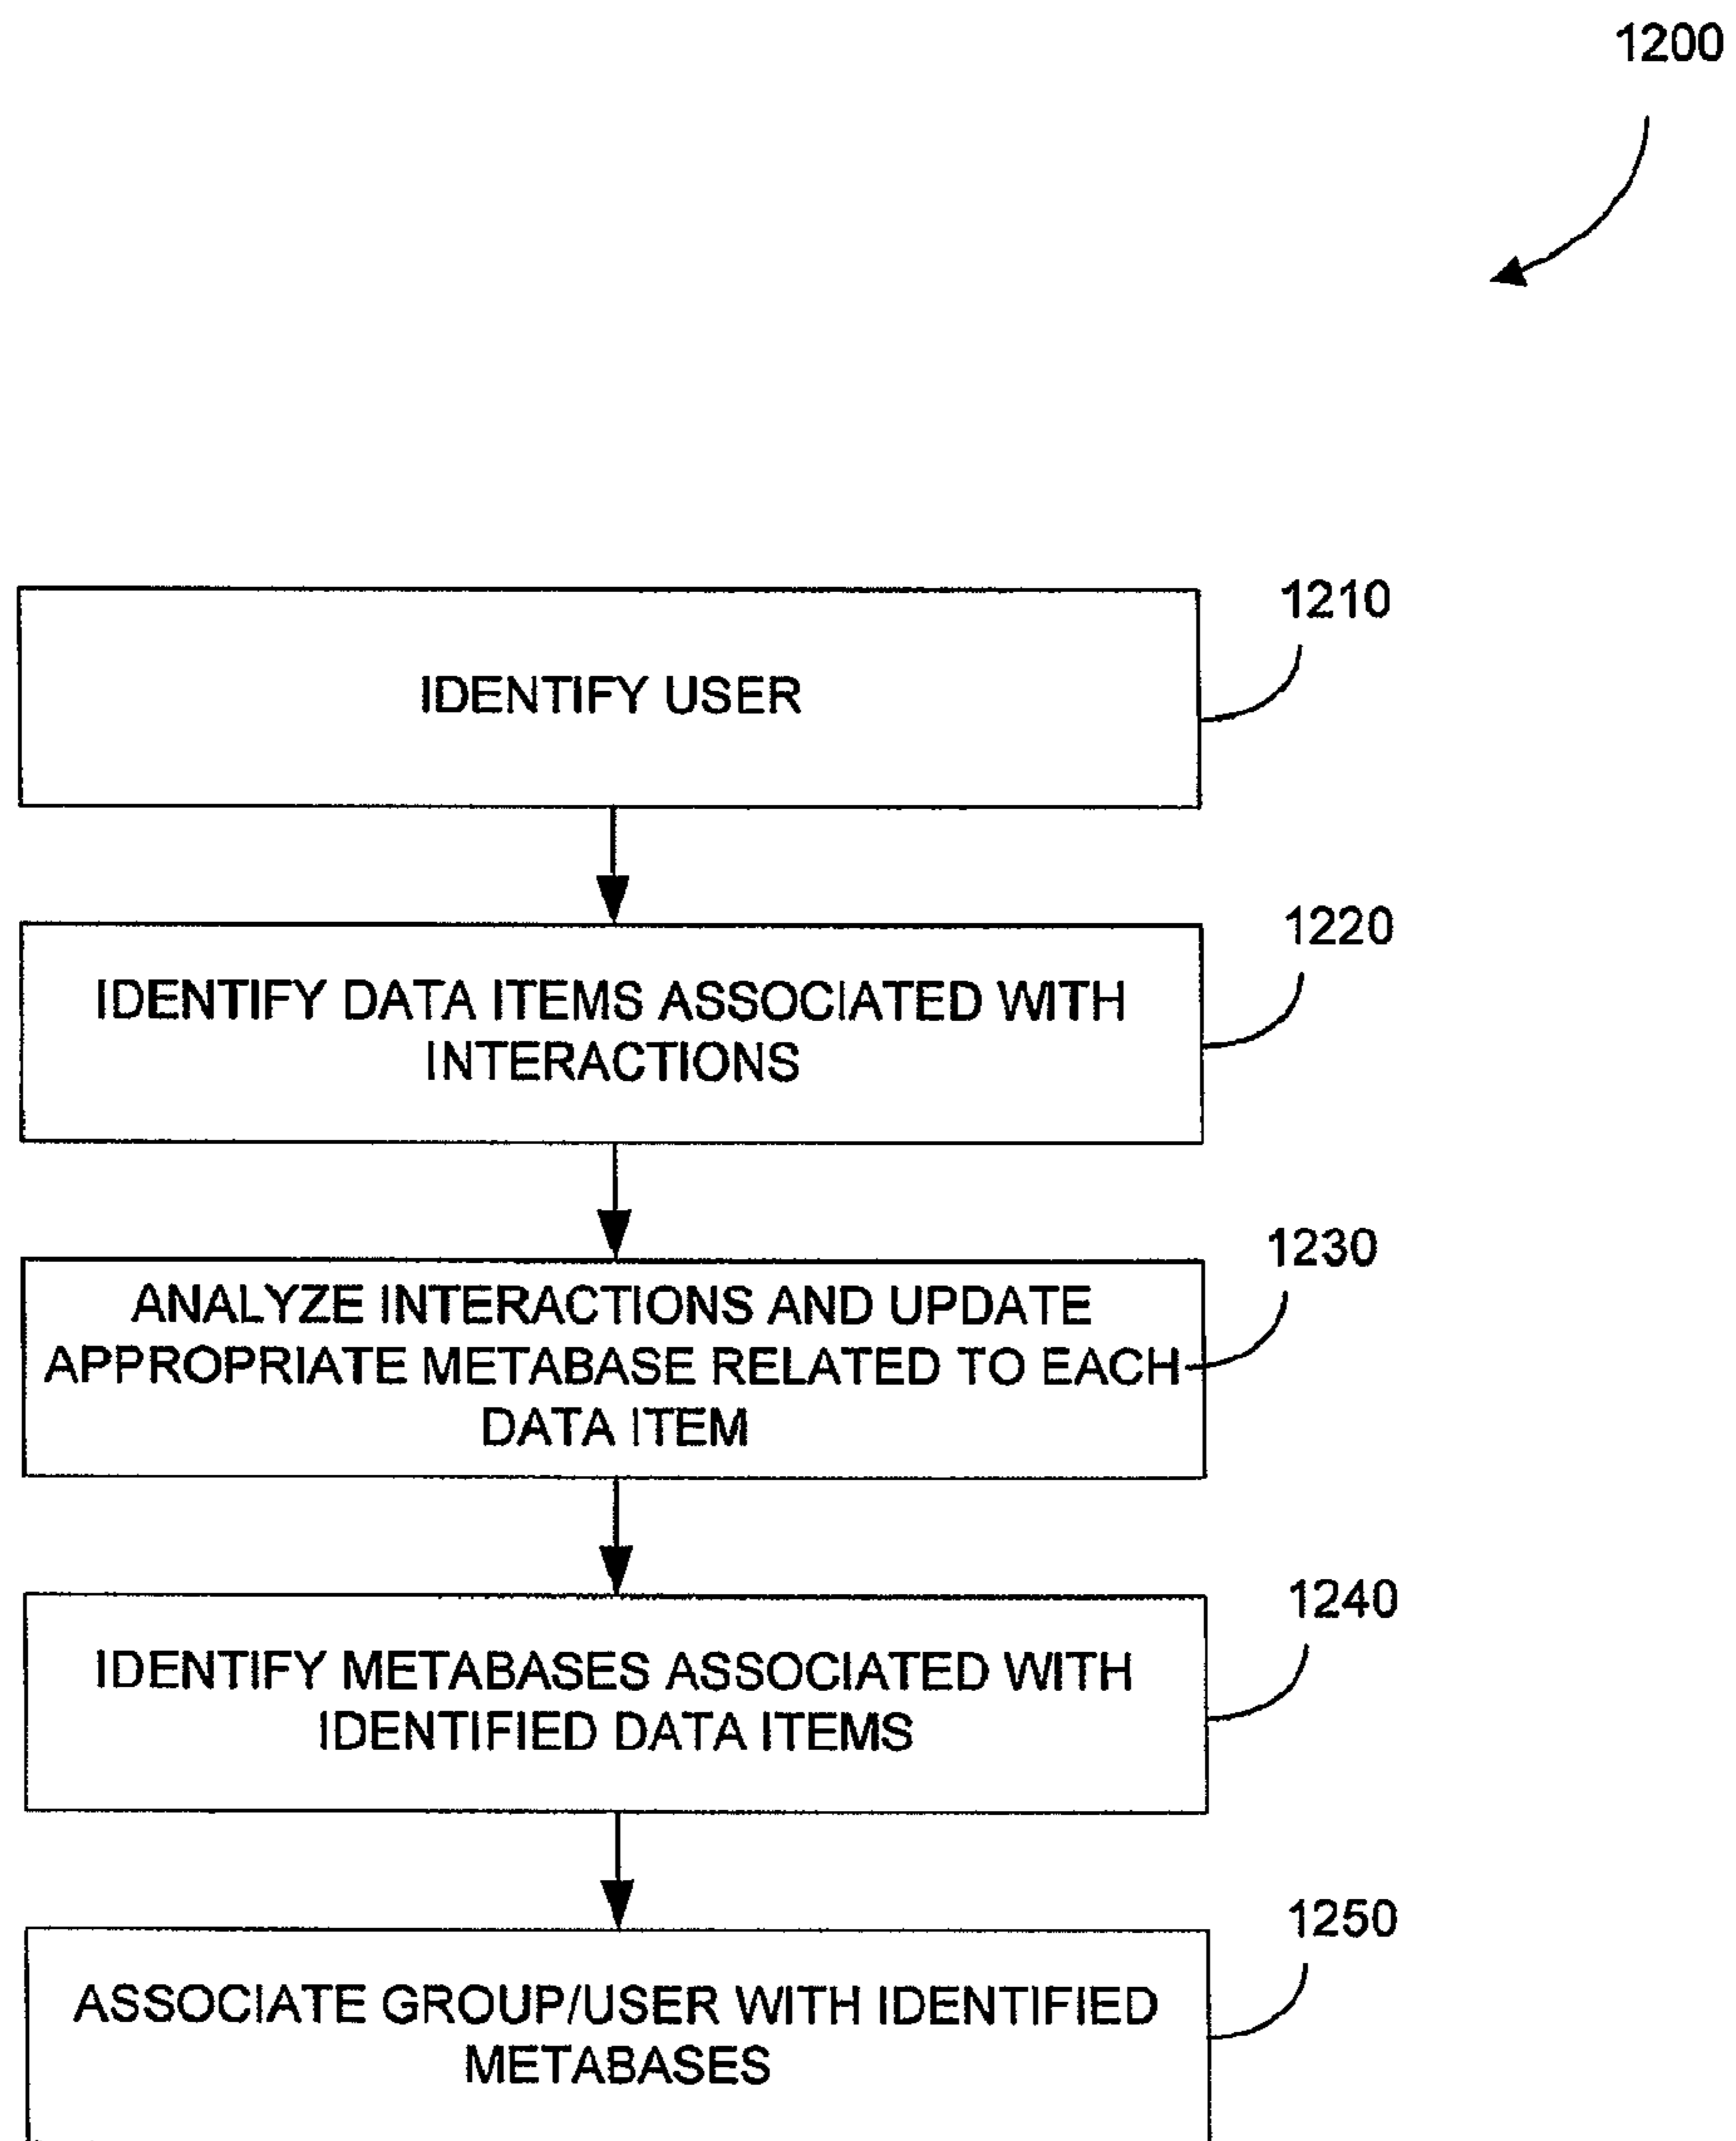 1200
1210
IDENTIFY USER
1220
IDENTIFY DATA ITEMS ASSOCIATED WITH
INTERACTIONS
1230
ANALYZE INTERACTIONS AND UPDATE
APPROPRIATE METABASE RELATED TO EACH
DATA ITEM
1240
IDENTIFY METABASES ASSOCIATED WITH
IDENTIFIED DATA ITEMS
1250
ASSOCIATE GROUP/USER WITH IDENTIFIED
METABASES